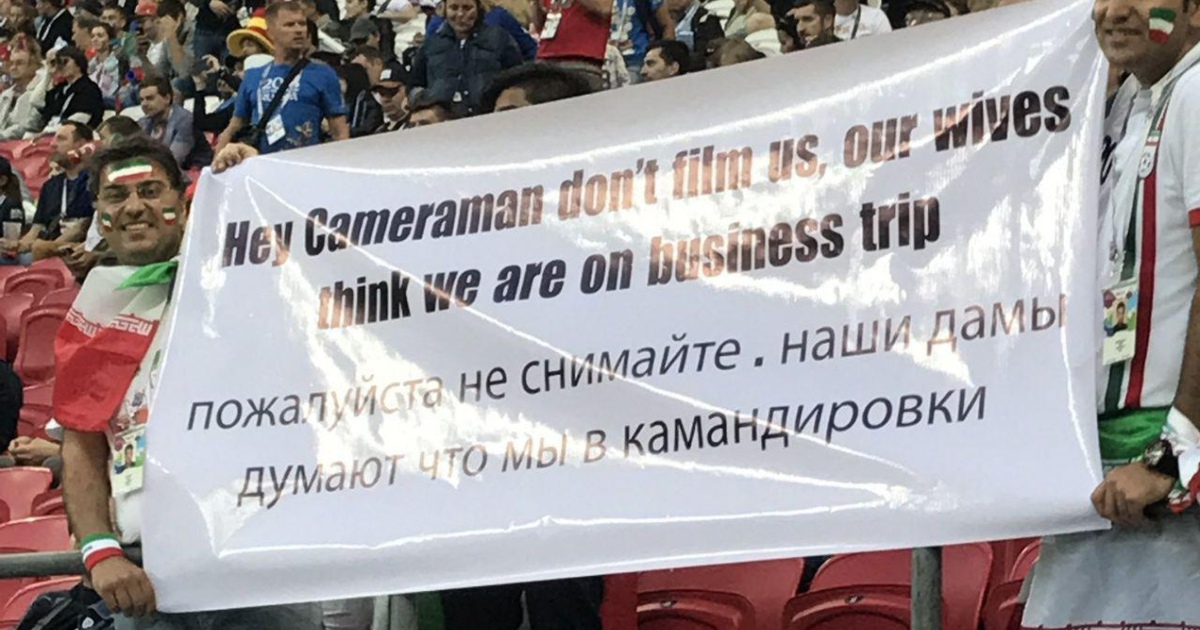 Hey Cameraman don't film us, our wives
think we are on business trip
пожалуйста не снимайте . наши дамы
думают что мы в камандировки